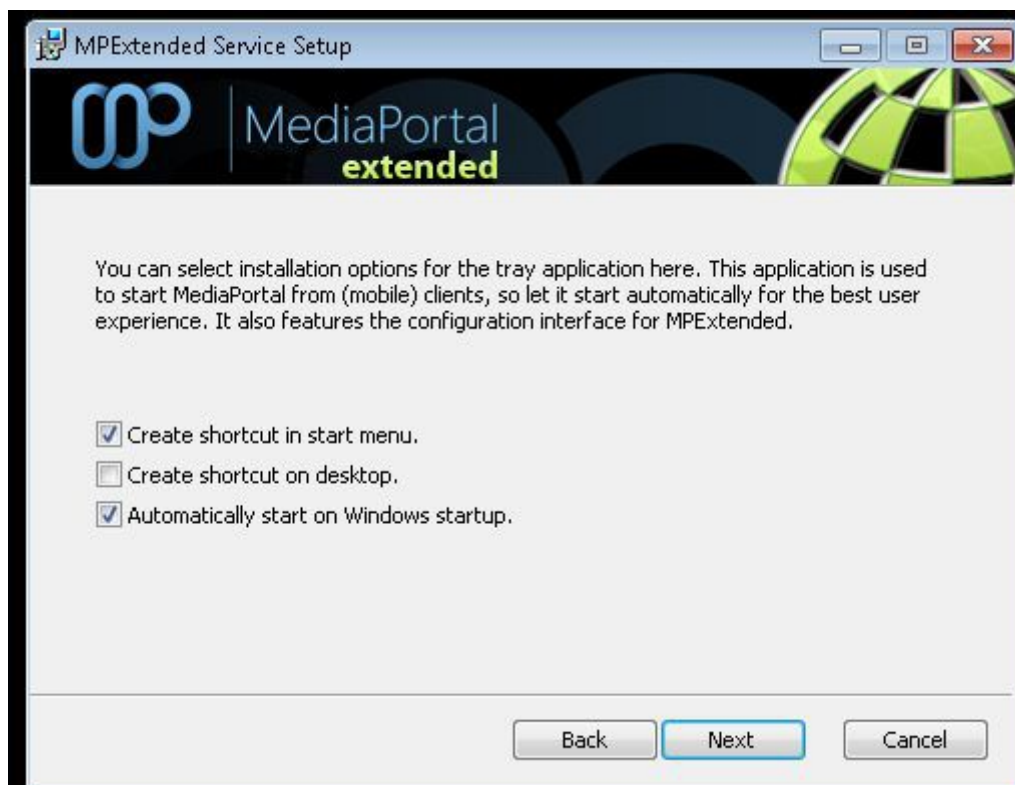 MPExtended Service Setup
MediaPortal
extended
You can select installation options for the tray application here. This application is used
to start MediaPortal from (mobile) clients, so let it start automatically for the best user
experience. It also features the configuration interface for MPExtended.
Create shortcut in start menu.
Create shortcut on desktop.
Automatically start on Windows startup.
Back Next Cancel